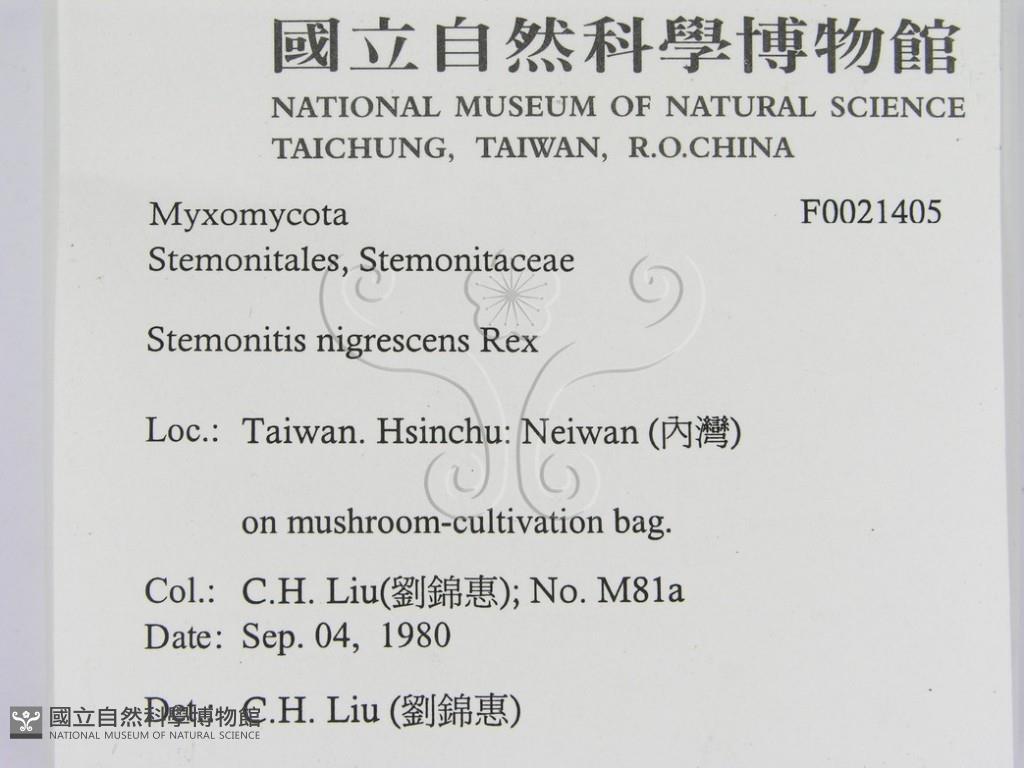 國立自然科學博物館
NATIONAL MUSEUM OF NATURAL SCIENCE
TAICHUNG, TAIWAN, R.O.CHINA
Myxomycota F0021405
Stemonitales, Stemonitaceae
Stemonitis nigrescens Rex
Loc.: Taiwan. Hsinchu: Neiwan (內灣)
on mushroom-cultivation bag.
Col.: C.H. Liu(劉錦惠); No. M81a
Date: Sep. 04, 1980
Det.: C.H. Liu (劉錦惠)
國立自然科學博物館
NATIONAL MUSEUM OF NATURAL SCIENCE